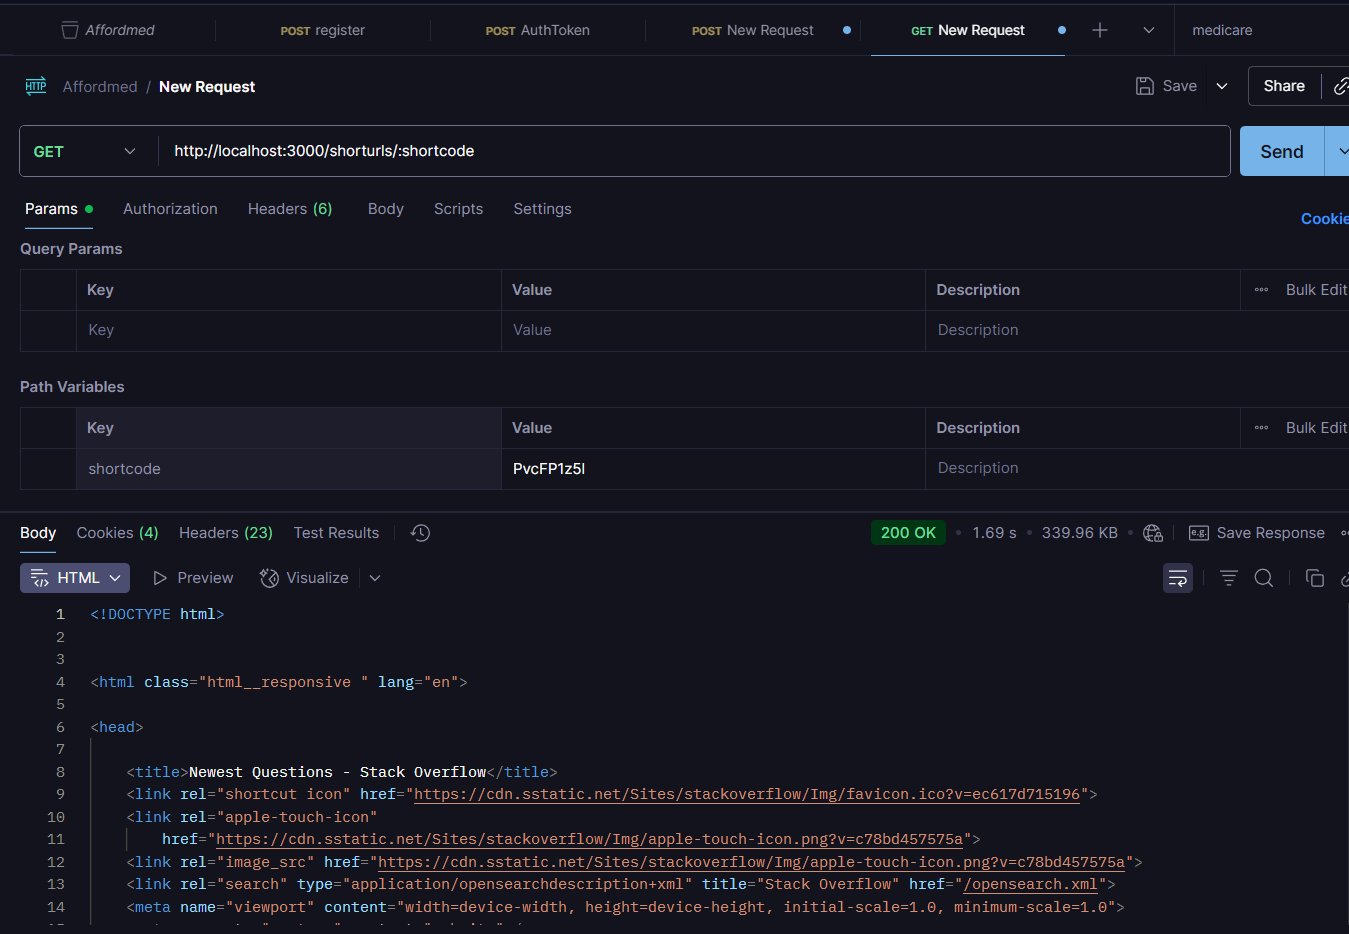 Affordmed POST register POST AuthToken POST New Request GET New Request medicare
HTTP Affordmed / New Request Save Share
GET http://localhost:3000/shorturls/:shortcode Send
Params Authorization Headers (6) Body Scripts Settings
Cookie
Query Params
Key Value Description Bulk Edit
Key Value Description
Path Variables
Key Value Description Bulk Edit
shortcode PvcFP1z5l Description
Body Cookies (4) Headers (23) Test Results 200 OK 1.69 s 339.96 KB e.g. Save Response
HTML Preview Visualize
1 <!DOCTYPE html>
2
3
4 <html class="html__responsive " lang="en">
5
6 <head>
7
8 <title>Newest Questions - Stack Overflow</title>
9 <link rel="shortcut icon" href="https://cdn.sstatic.net/Sites/stackoverflow/Img/favicon.ico?v=ec617d715196">
10 <link rel="apple-touch-icon"
11 href="https://cdn.sstatic.net/Sites/stackoverflow/Img/apple-touch-icon.png?v=c78bd457575a">
12 <link rel="image_src" href="https://cdn.sstatic.net/Sites/stackoverflow/Img/apple-touch-icon.png?v=c78bd457575a">
13 <link rel="search" type="application/opensearchdescription+xml" title="Stack Overflow" href="/opensearch.xml">
14 <meta name="viewport" content="width=device-width, height=device-height, initial-scale=1.0, minimum-scale=1.0">